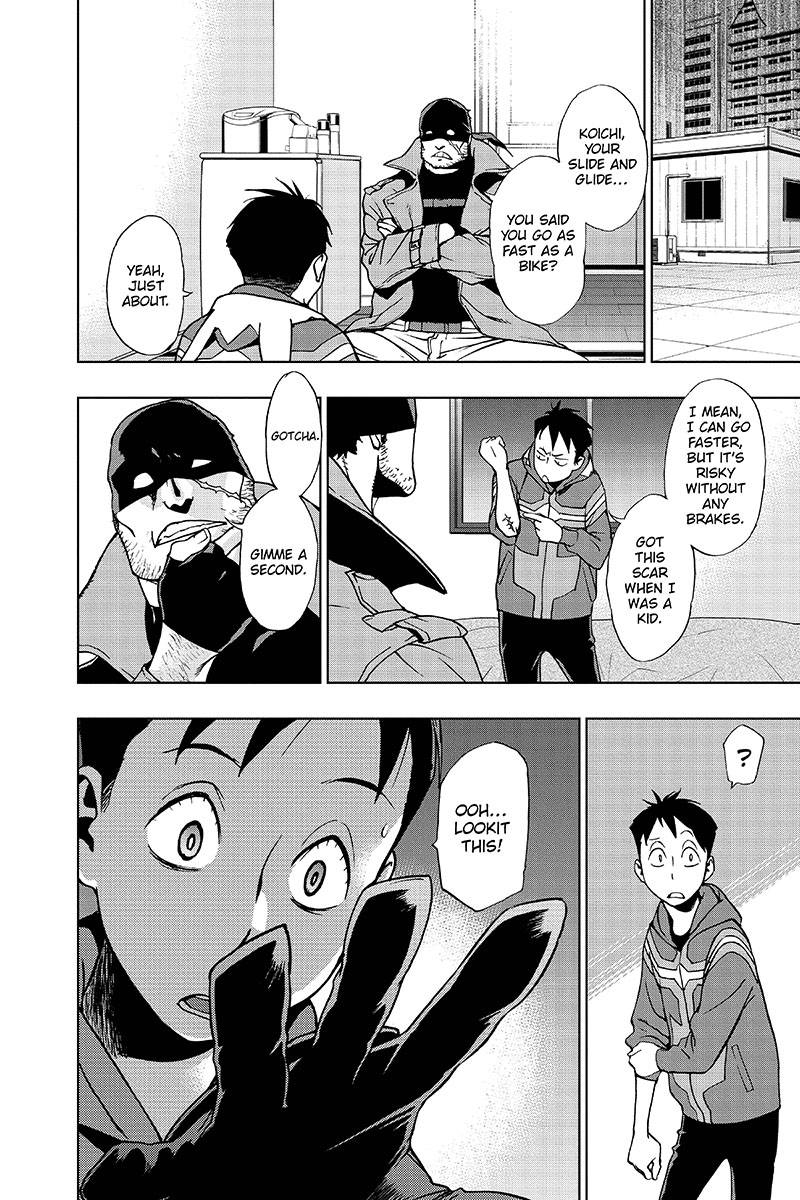 KOICHI,
YOUR
SLIDE AND
GLIDE...
YOU SAID
YOU GO AS
FAST AS A
BIKE?
YEAH,
JUST
ABOUT.
I MEAN,
I CAN GO
FASTER,
BUT IT'S
RISKY
WITHOUT
ANY
BRAKES.
GOT
THIS
SCAR
WHEN I
WAS A
KID.
GOTCHA.
GIMME A
SECOND.
?
OOH...
LOOKIT
THIS!